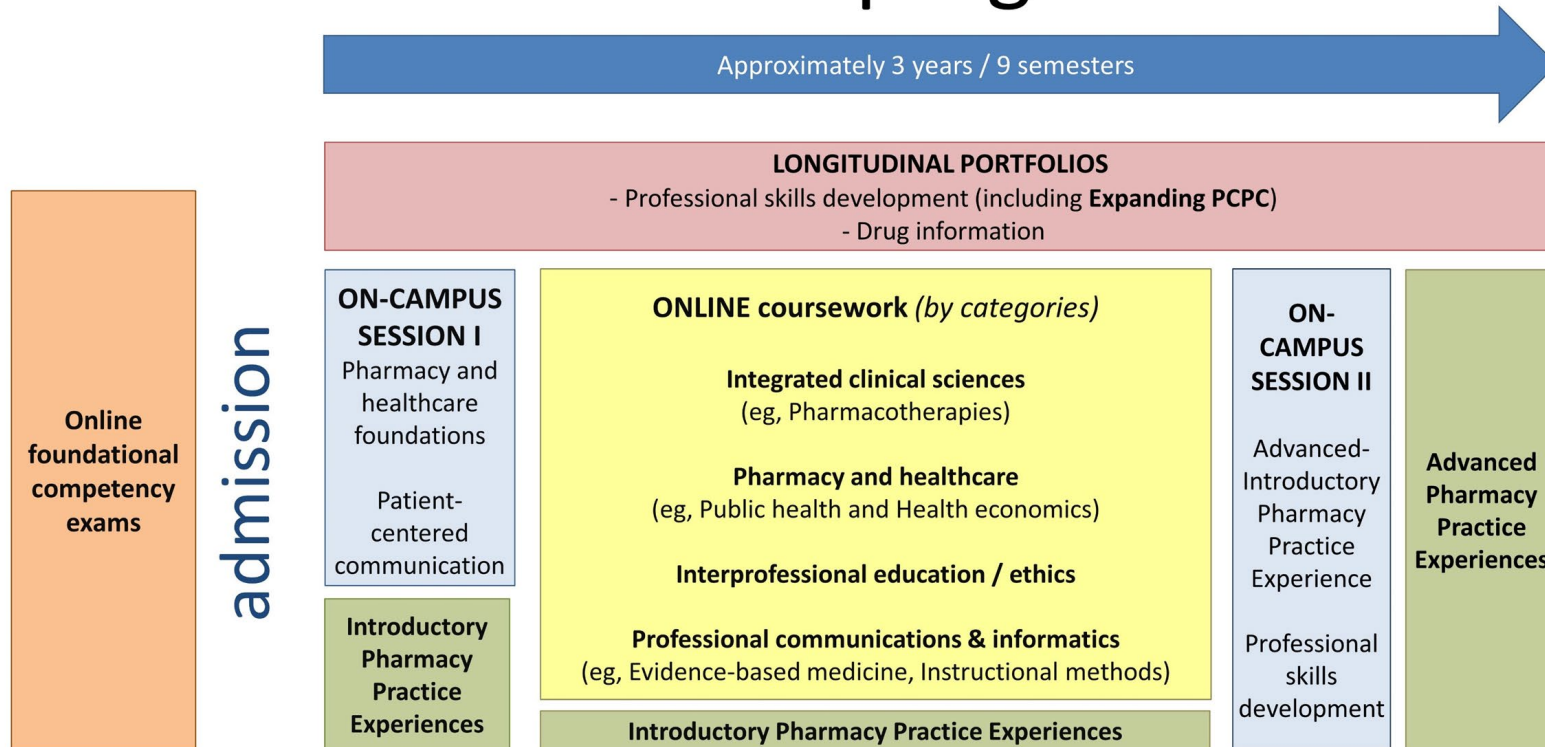 Approximately 3 years / 9 semesters
LONGITUDINAL PORTFOLIOS
- Professional skills development (including Expanding PCPC)
- Drug information
Online
foundational
competency
exams
admission
ON-CAMPUS
SESSION I
Pharmacy and
healthcare
foundations
Patient-
centered
communication
Introductory
Pharmacy
Practice
Experiences
ONLINE coursework (by categories)
Integrated clinical sciences
(eg, Pharmacotherapies)
Pharmacy and healthcare
(eg, Public health and Health economics)
Interprofessional education / ethics
Professional communications & informatics
(eg, Evidence-based medicine, Instructional methods)
Introductory Pharmacy Practice Experiences
ON-
CAMPUS
SESSION II
Advanced-
Introductory
Pharmacy
Practice
Experience
Professional
skills
development
Advanced
Pharmacy
Practice
Experiences